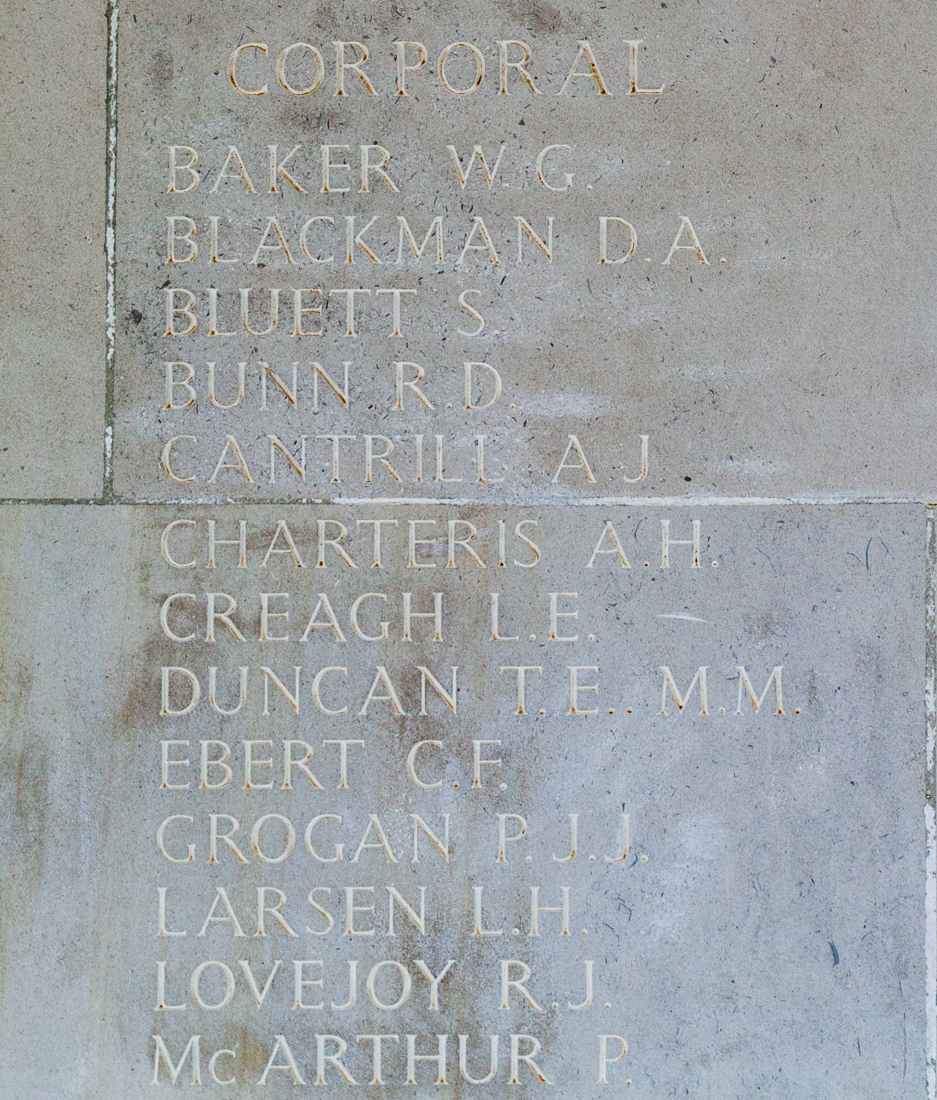 CORPORAL
BAKER W.G.
BLACKMAN D.A.
BLUETT S.
BUNN R.D.
CANTRILL A J
CHARTERIS A.H.
CREAGH L.E.
DUNCAN T.E., M.M.
EBERT C.F.
GROGAN P.J.J.
LARSEN L.H.
LOVEJOY R.J.
McARTHUR P.